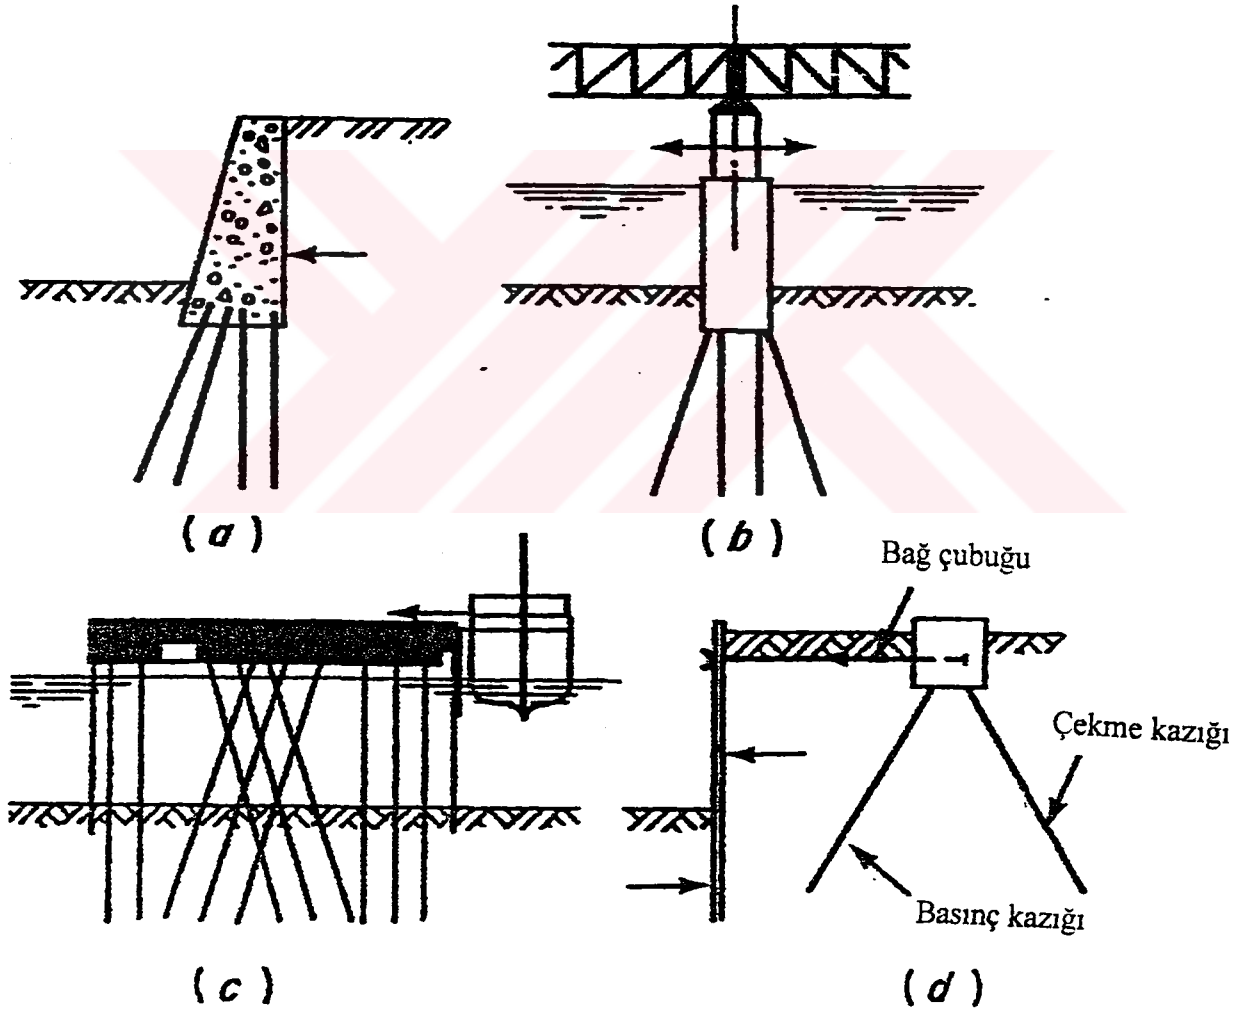 (a)
(b)
Bağ çubuğu
Çekme kazığı
Basınç kazığı
(c)
(d)